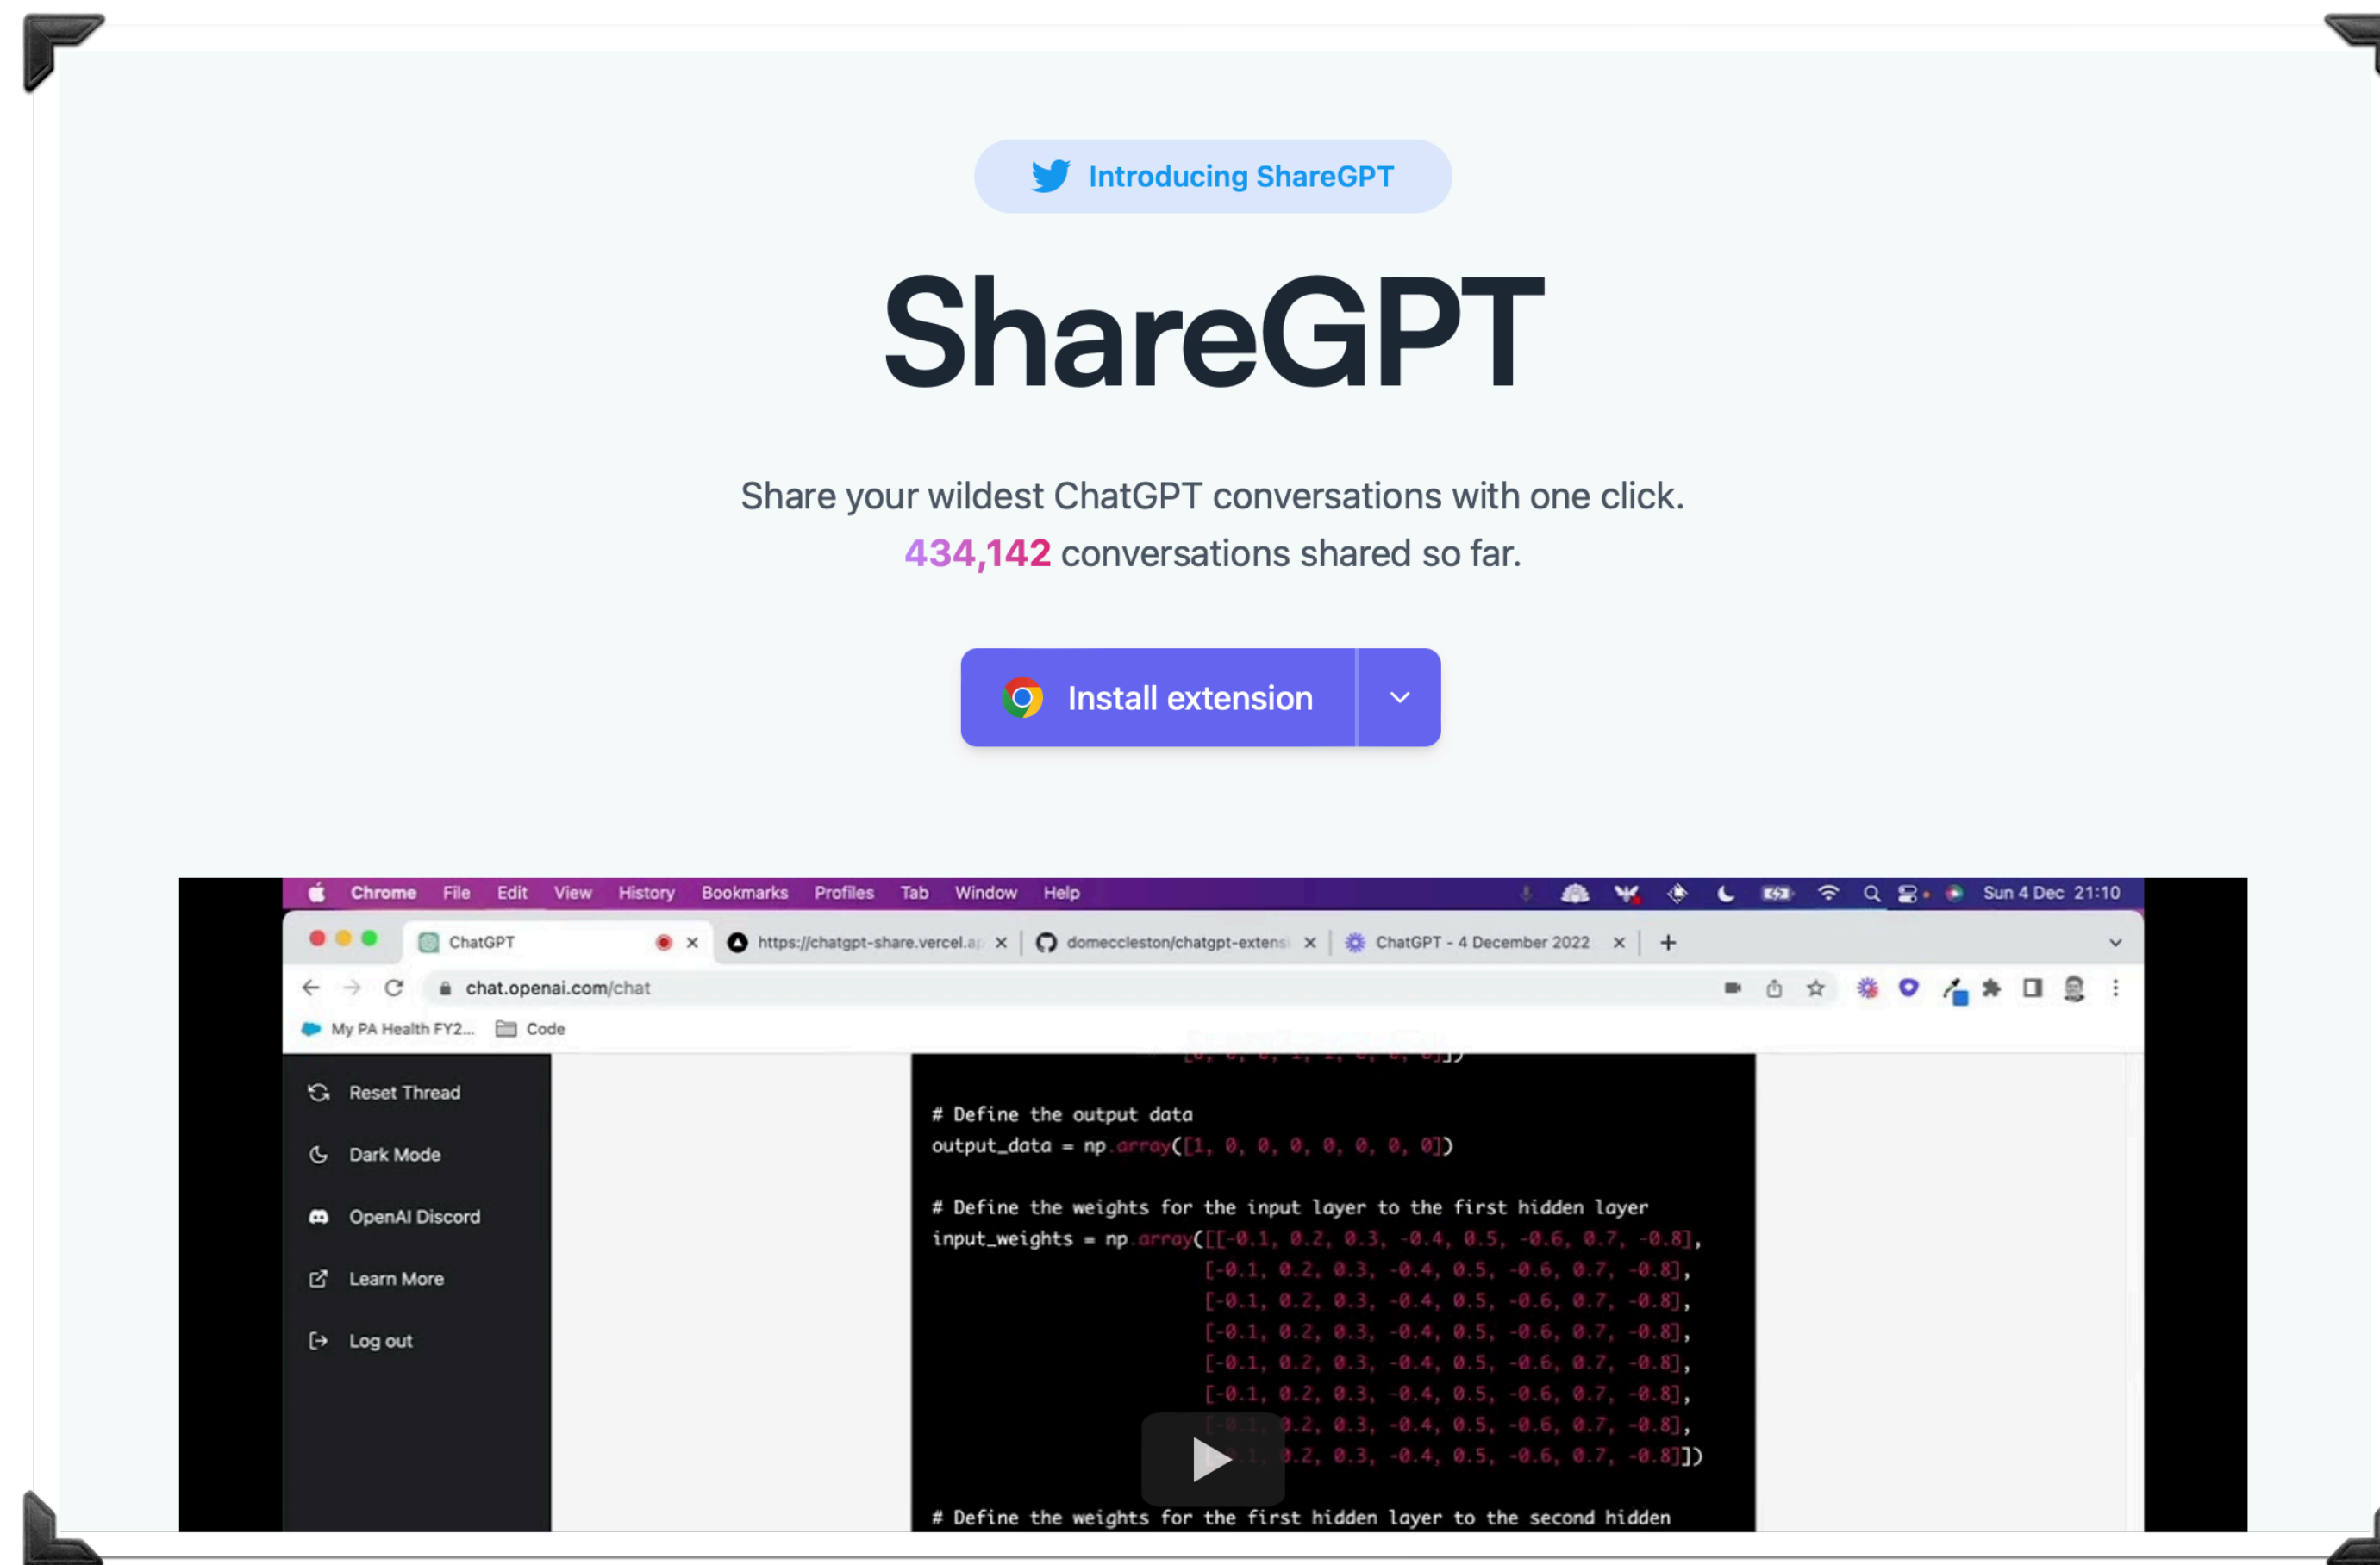 Introducing ShareGPT
ShareGPT
Share your wildest ChatGPT conversations with one click.
434,142 conversations shared so far.
Install extension
Chrome File Edit View History Bookmarks Profiles Tab Window Help Sun 4 Dec 21:10
ChatGPT https://chatgpt-share.vercel.ap domeccleston/chatgpt-extensi ChatGPT - 4 December 2022
chat.openai.com/chat
My PA Health FY2... Code
Reset Thread
Dark Mode
OpenAI Discord
Learn More
Log out
# Define the output data
output_data = np.array([1, 0, 0, 0, 0, 0, 0, 0])
# Define the weights for the input layer to the first hidden layer
input_weights = np.array([[-0.1, 0.2, 0.3, -0.4, 0.5, -0.6, 0.7, -0.8],
[-0.1, 0.2, 0.3, -0.4, 0.5, -0.6, 0.7, -0.8],
[-0.1, 0.2, 0.3, -0.4, 0.5, -0.6, 0.7, -0.8],
[-0.1, 0.2, 0.3, -0.4, 0.5, -0.6, 0.7, -0.8],
[-0.1, 0.2, 0.3, -0.4, 0.5, -0.6, 0.7, -0.8],
[-0.1, 0.2, 0.3, -0.4, 0.5, -0.6, 0.7, -0.8],
[-0.1, 0.2, 0.3, -0.4, 0.5, -0.6, 0.7, -0.8],
0.2, 0.3, -0.4, 0.5, -0.6, 0.7, -0.8]])
# Define the weights for the first hidden layer to the second hidden